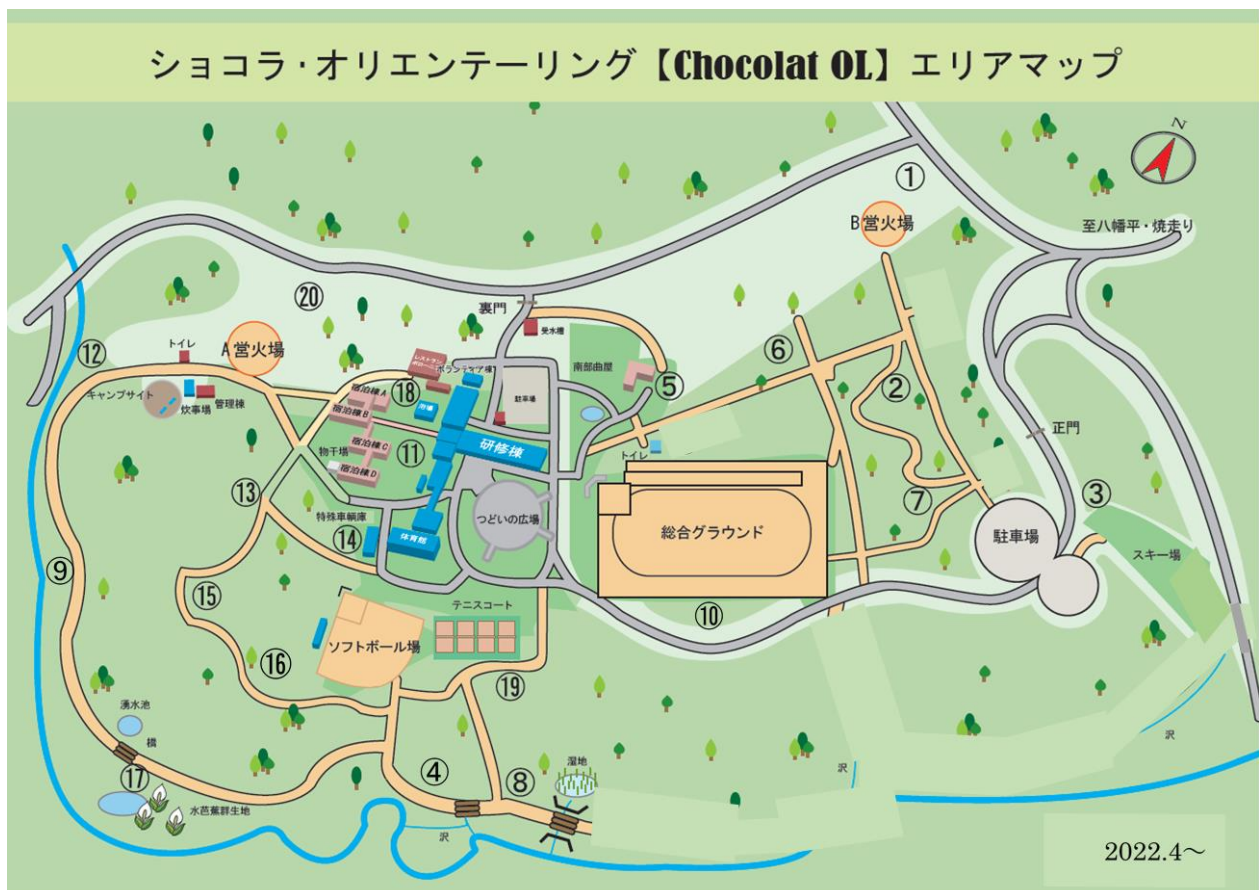 ショコラ・オリエンテーリング【Chocolat OL】エリアマップ
N
①
B営火場
至八幡平・焼走り
⑳
裏門
受水槽
⑫
トイレ
A営火場
南部曲屋
⑥
キャンプサイト
炊事場
管理棟
宿泊棟A
⑱
駐車場
⑤
②
宿泊棟B
正門
物干場
宿泊棟C
⑪
研修棟
トイレ
宿泊棟D
⑬
⑦
③
特殊車輌庫
つどいの広場
総合グラウンド
駐車場
⑭
体育館
スキー場
⑨
⑮
テニスコート
⑩
ソフトボール場
⑯
⑲
湧水池
橋
沢
⑰
④
⑧
湿地
沢
水芭蕉群生地
沢
2022.4～